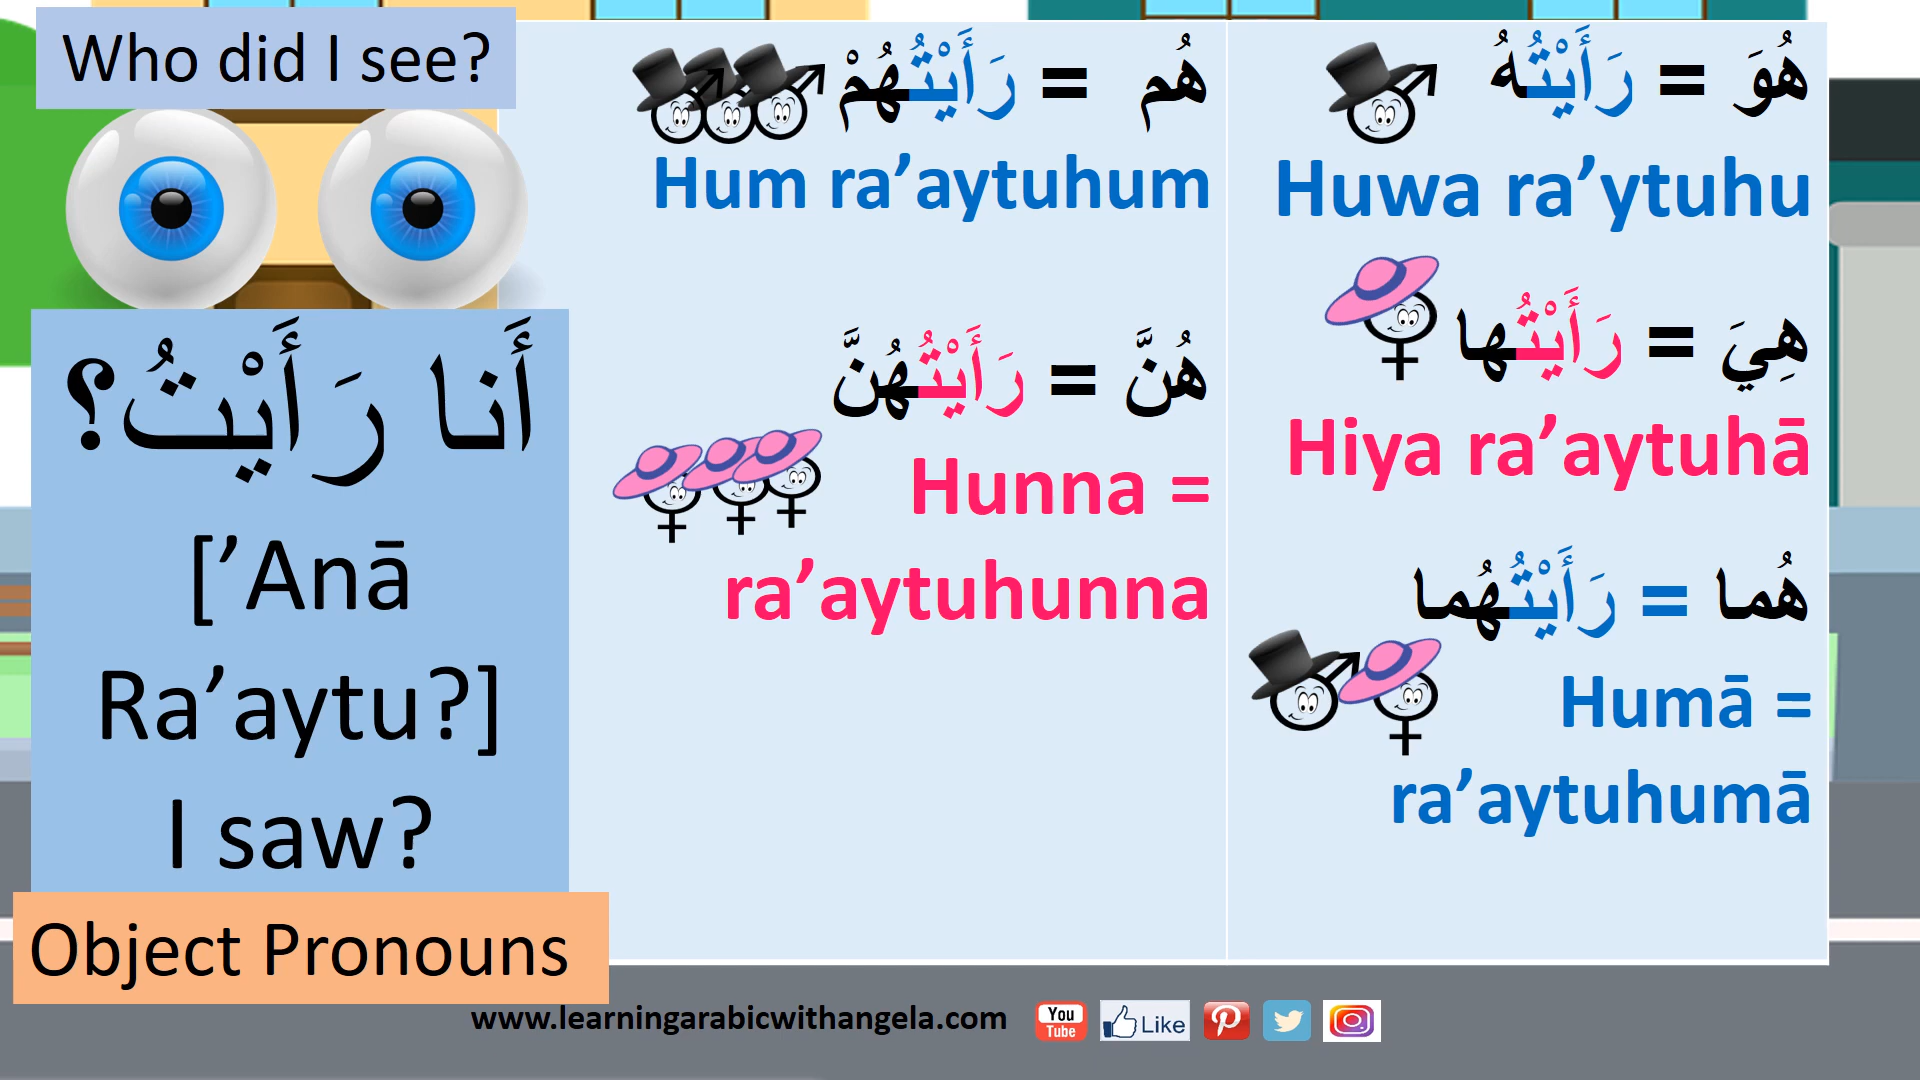 Who did I see?
أَنا رَأَيْتُ؟
[’Anā
Ra’aytu?]
I saw?
Object Pronouns
هُوَ = رَأَيْتُهُ
Huwa ra’ytuhu
هِيَ = رَأَيْتُها
Hiya ra’aytuhā
هُما = رَأَيْتُهُما
Humā =
ra’aytuhumā
هُم = رَأَيْتُهُمْ
Hum ra’aytuhum
هُنَّ = رَأَيْتُهُنَّ
Hunna =
ra’aytuhunna
www.learningarabicwithangela.com
You
Tube
Like